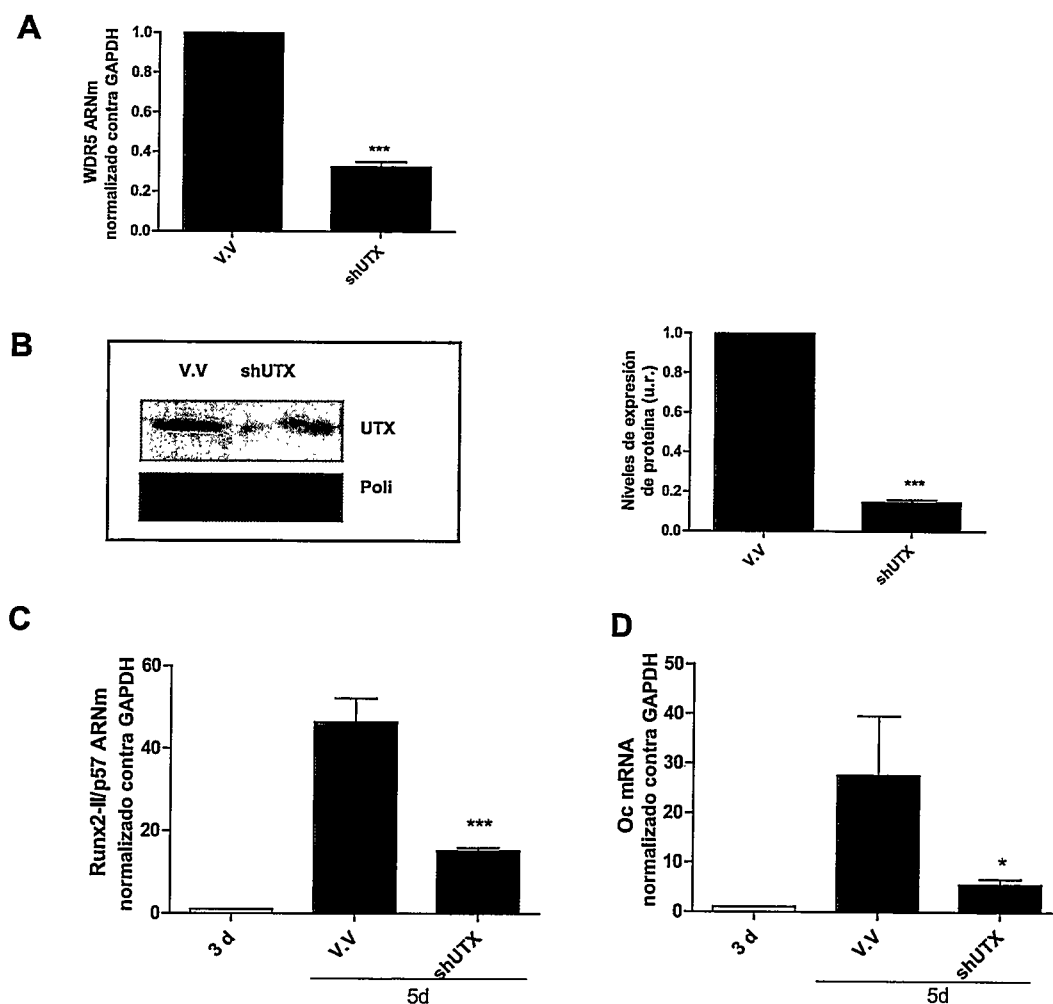 A
WDR5 ARNm
normalizado contra GAPDH
1.0
0.8
0.6
0.4
0.2
0.0
***
V.V
shUTX
B
V.V shUTX
UTX
Poli
Niveles de expresión
de proteína (u.r.)
1.0
0.8
0.6
0.4
0.2
0.0
***
V.V
shUTX
C
Runx2-II/p57 ARNm
normalizado contra GAPDH
60
40
20
0
***
3 d
V.V
shUTX
5d
D
Oc mRNA
normalizado contra GAPDH
50
40
30
20
10
0
*
3 d
V.V
shUTX
5d